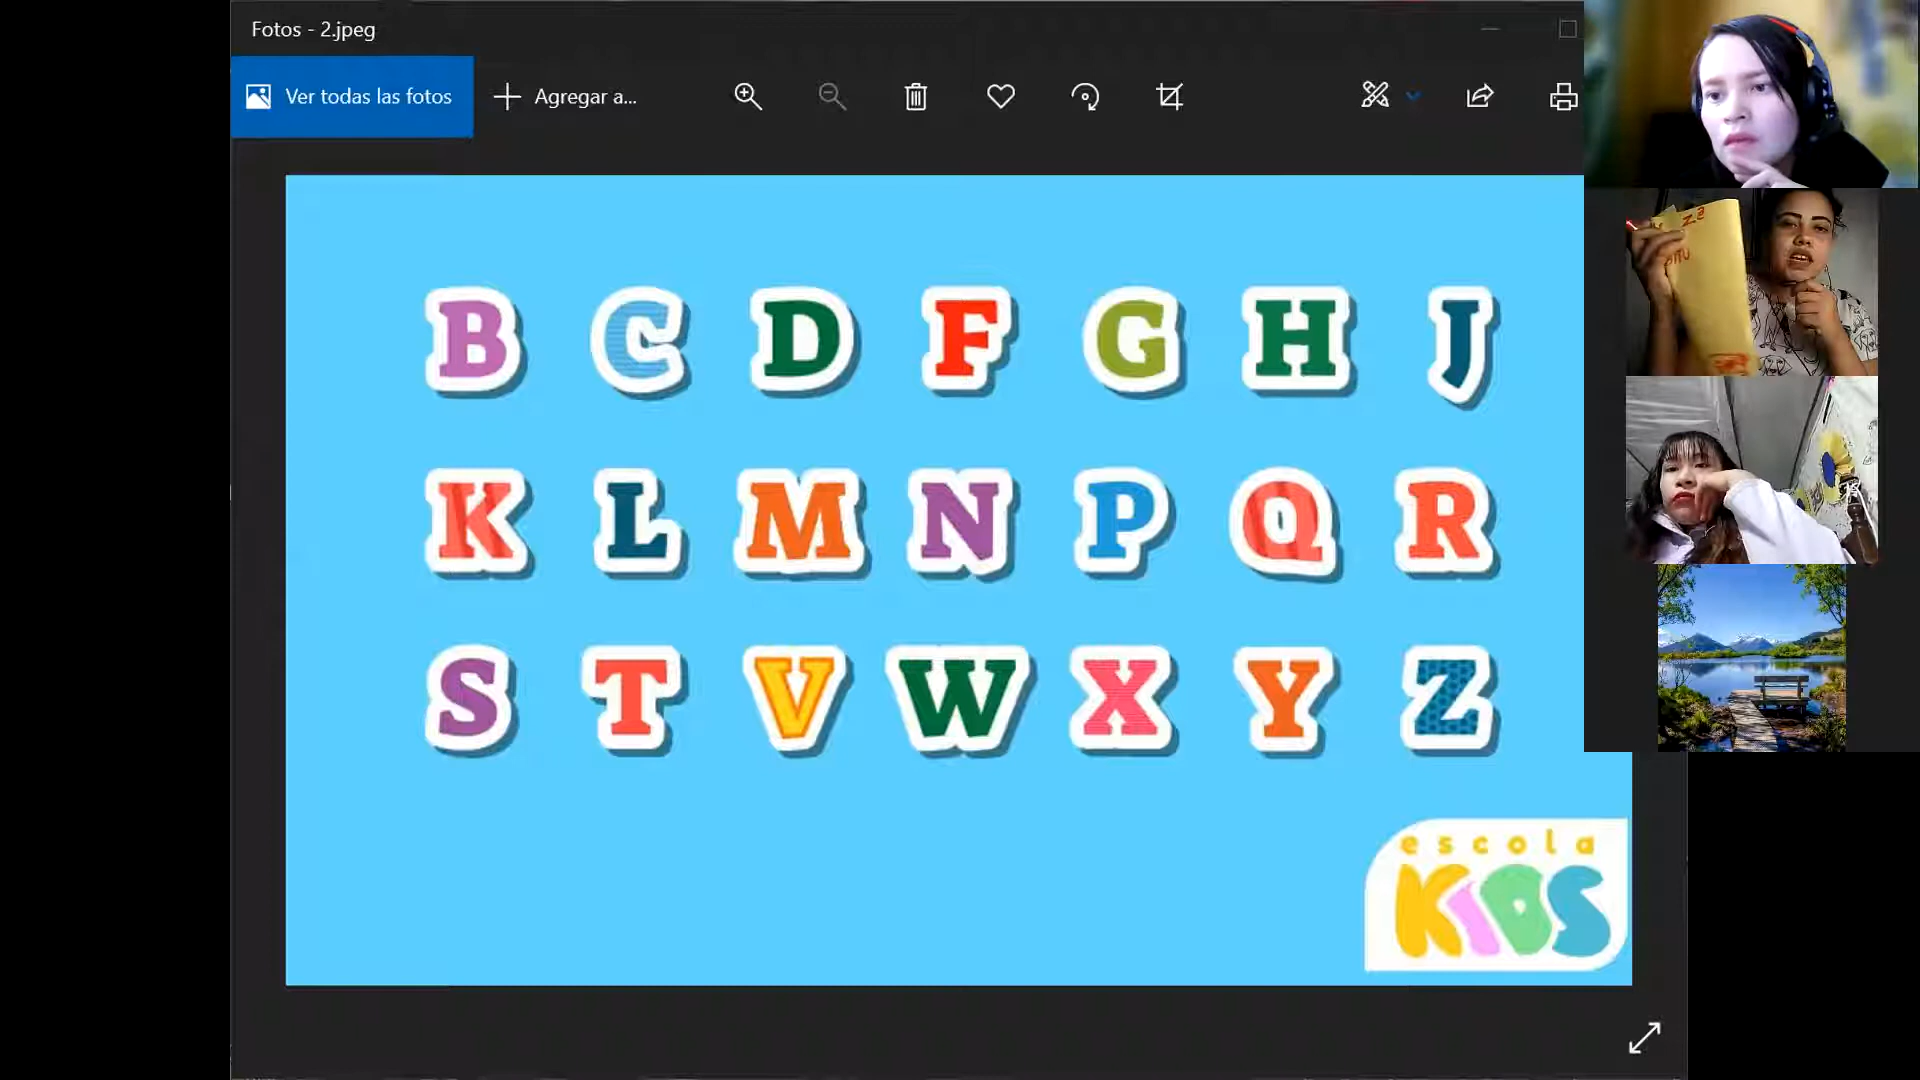 Fotos - 2.jpeg
Ver todas las fotos
Agregar a...
B C D F G H J
K L M N P Q R
S T V W X Y Z
escola
KIDS